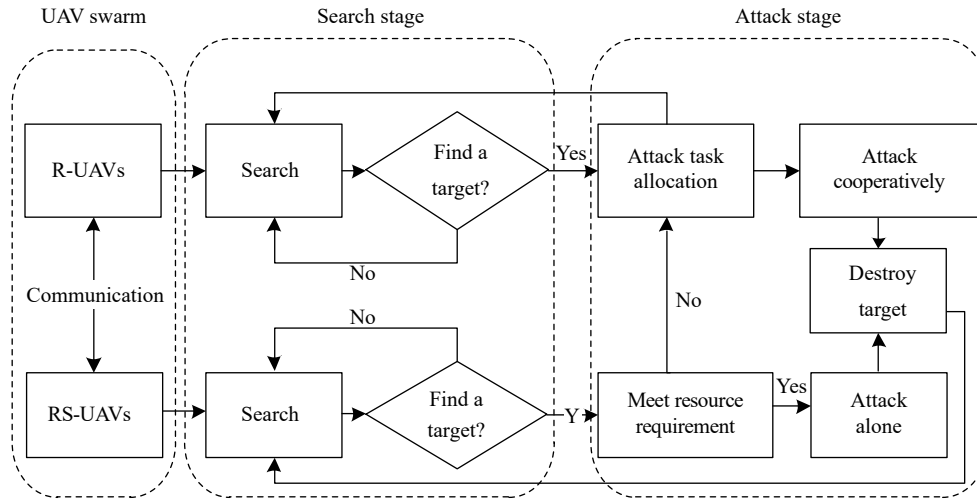 UAV swarm
Search stage
Attack stage
R-UAVs
Search
Find a
target?
Yes
Attack task
allocation
Attack
cooperatively
No
Communication
No
Destroy
target
No
RS-UAVs
Search
Find a
target?
Y
Meet resource
requirement
Yes
Attack
alone